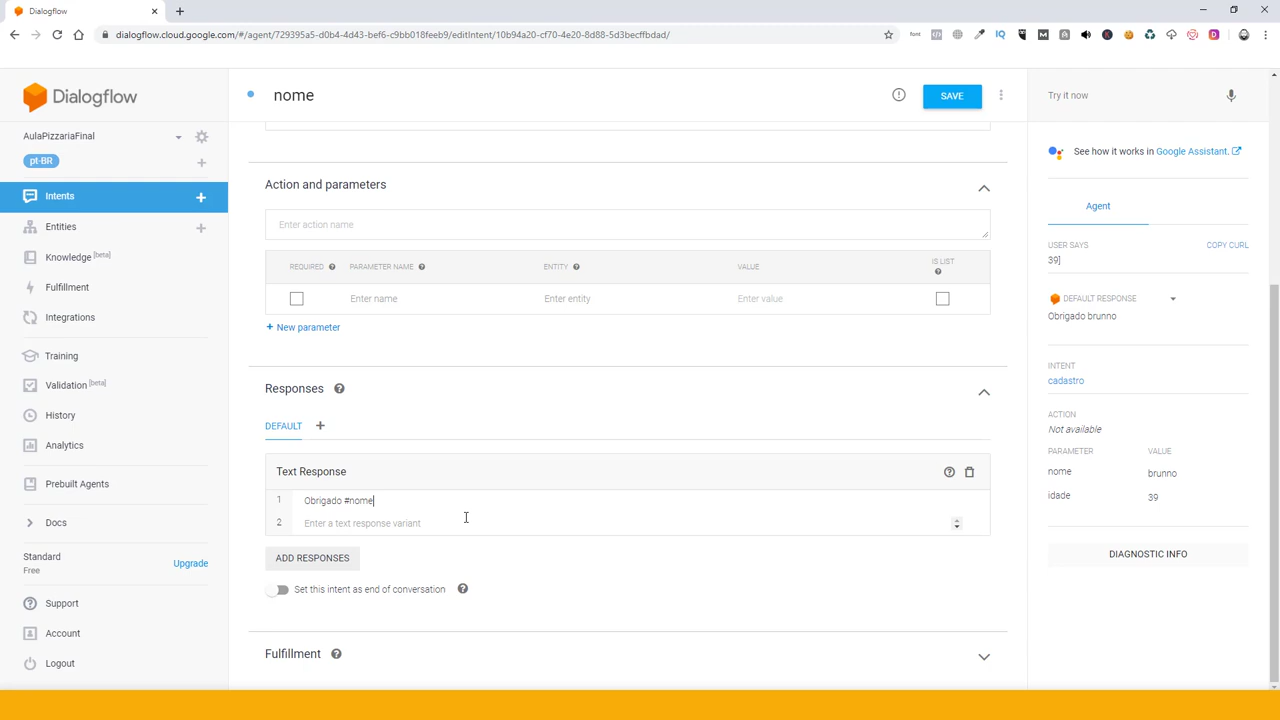 Dialogflow
dialogflow.cloud.google.com/#/agent/729395a5-d0b4-4d43-bef6-c9bb018feeb9/editIntent/10b94a20-cf70-4e20-8d88-5d3becffbdad/
Dialogflow
AulaPizzariaFinal
pt-BR
Intents
Entities
Knowledge [beta]
Fulfillment
Integrations
Training
Validation [beta]
History
Analytics
Prebuilt Agents
Docs
Standard
Free
Upgrade
Support
Account
Logout
nome
SAVE
Action and parameters
Enter action name
REQUIRED PARAMETER NAME ENTITY VALUE IS LIST
Enter name Enter entity Enter value
+ New parameter
Responses
DEFAULT +
Text Response
1 Obrigado #nome
2 Enter a text response variant
ADD RESPONSES
Set this intent as end of conversation
Fulfillment
Try it now
See how it works in Google Assistant.
Agent
USER SAYS COPY CURL
39]
DEFAULT RESPONSE
Obrigado brunno
INTENT
cadastro
ACTION
Not available
PARAMETER VALUE
nome brunno
idade 39
DIAGNOSTIC INFO